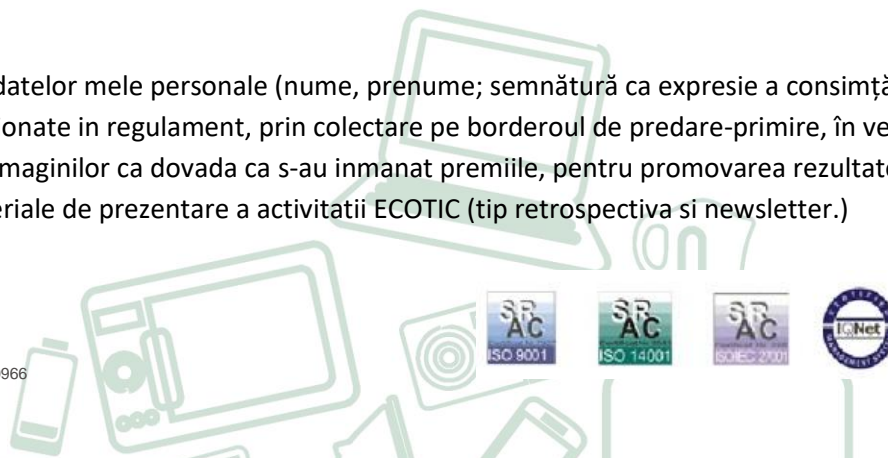 datelor mele personale (nume, prenume; semnătură ca expresie a consimță
onate in regulament, prin colectare pe borderoul de predare-primire, în ve
maginilor ca dovada ca s-au inmanat premiile, pentru promovarea rezultate
riale de prezentare a activitatii ECOTIC (tip retrospectiva si newsletter.)
SR AC
ISO 9001
SR AC
ISO 14001
SR AC
ISO/IEC 27001
IQNet
966